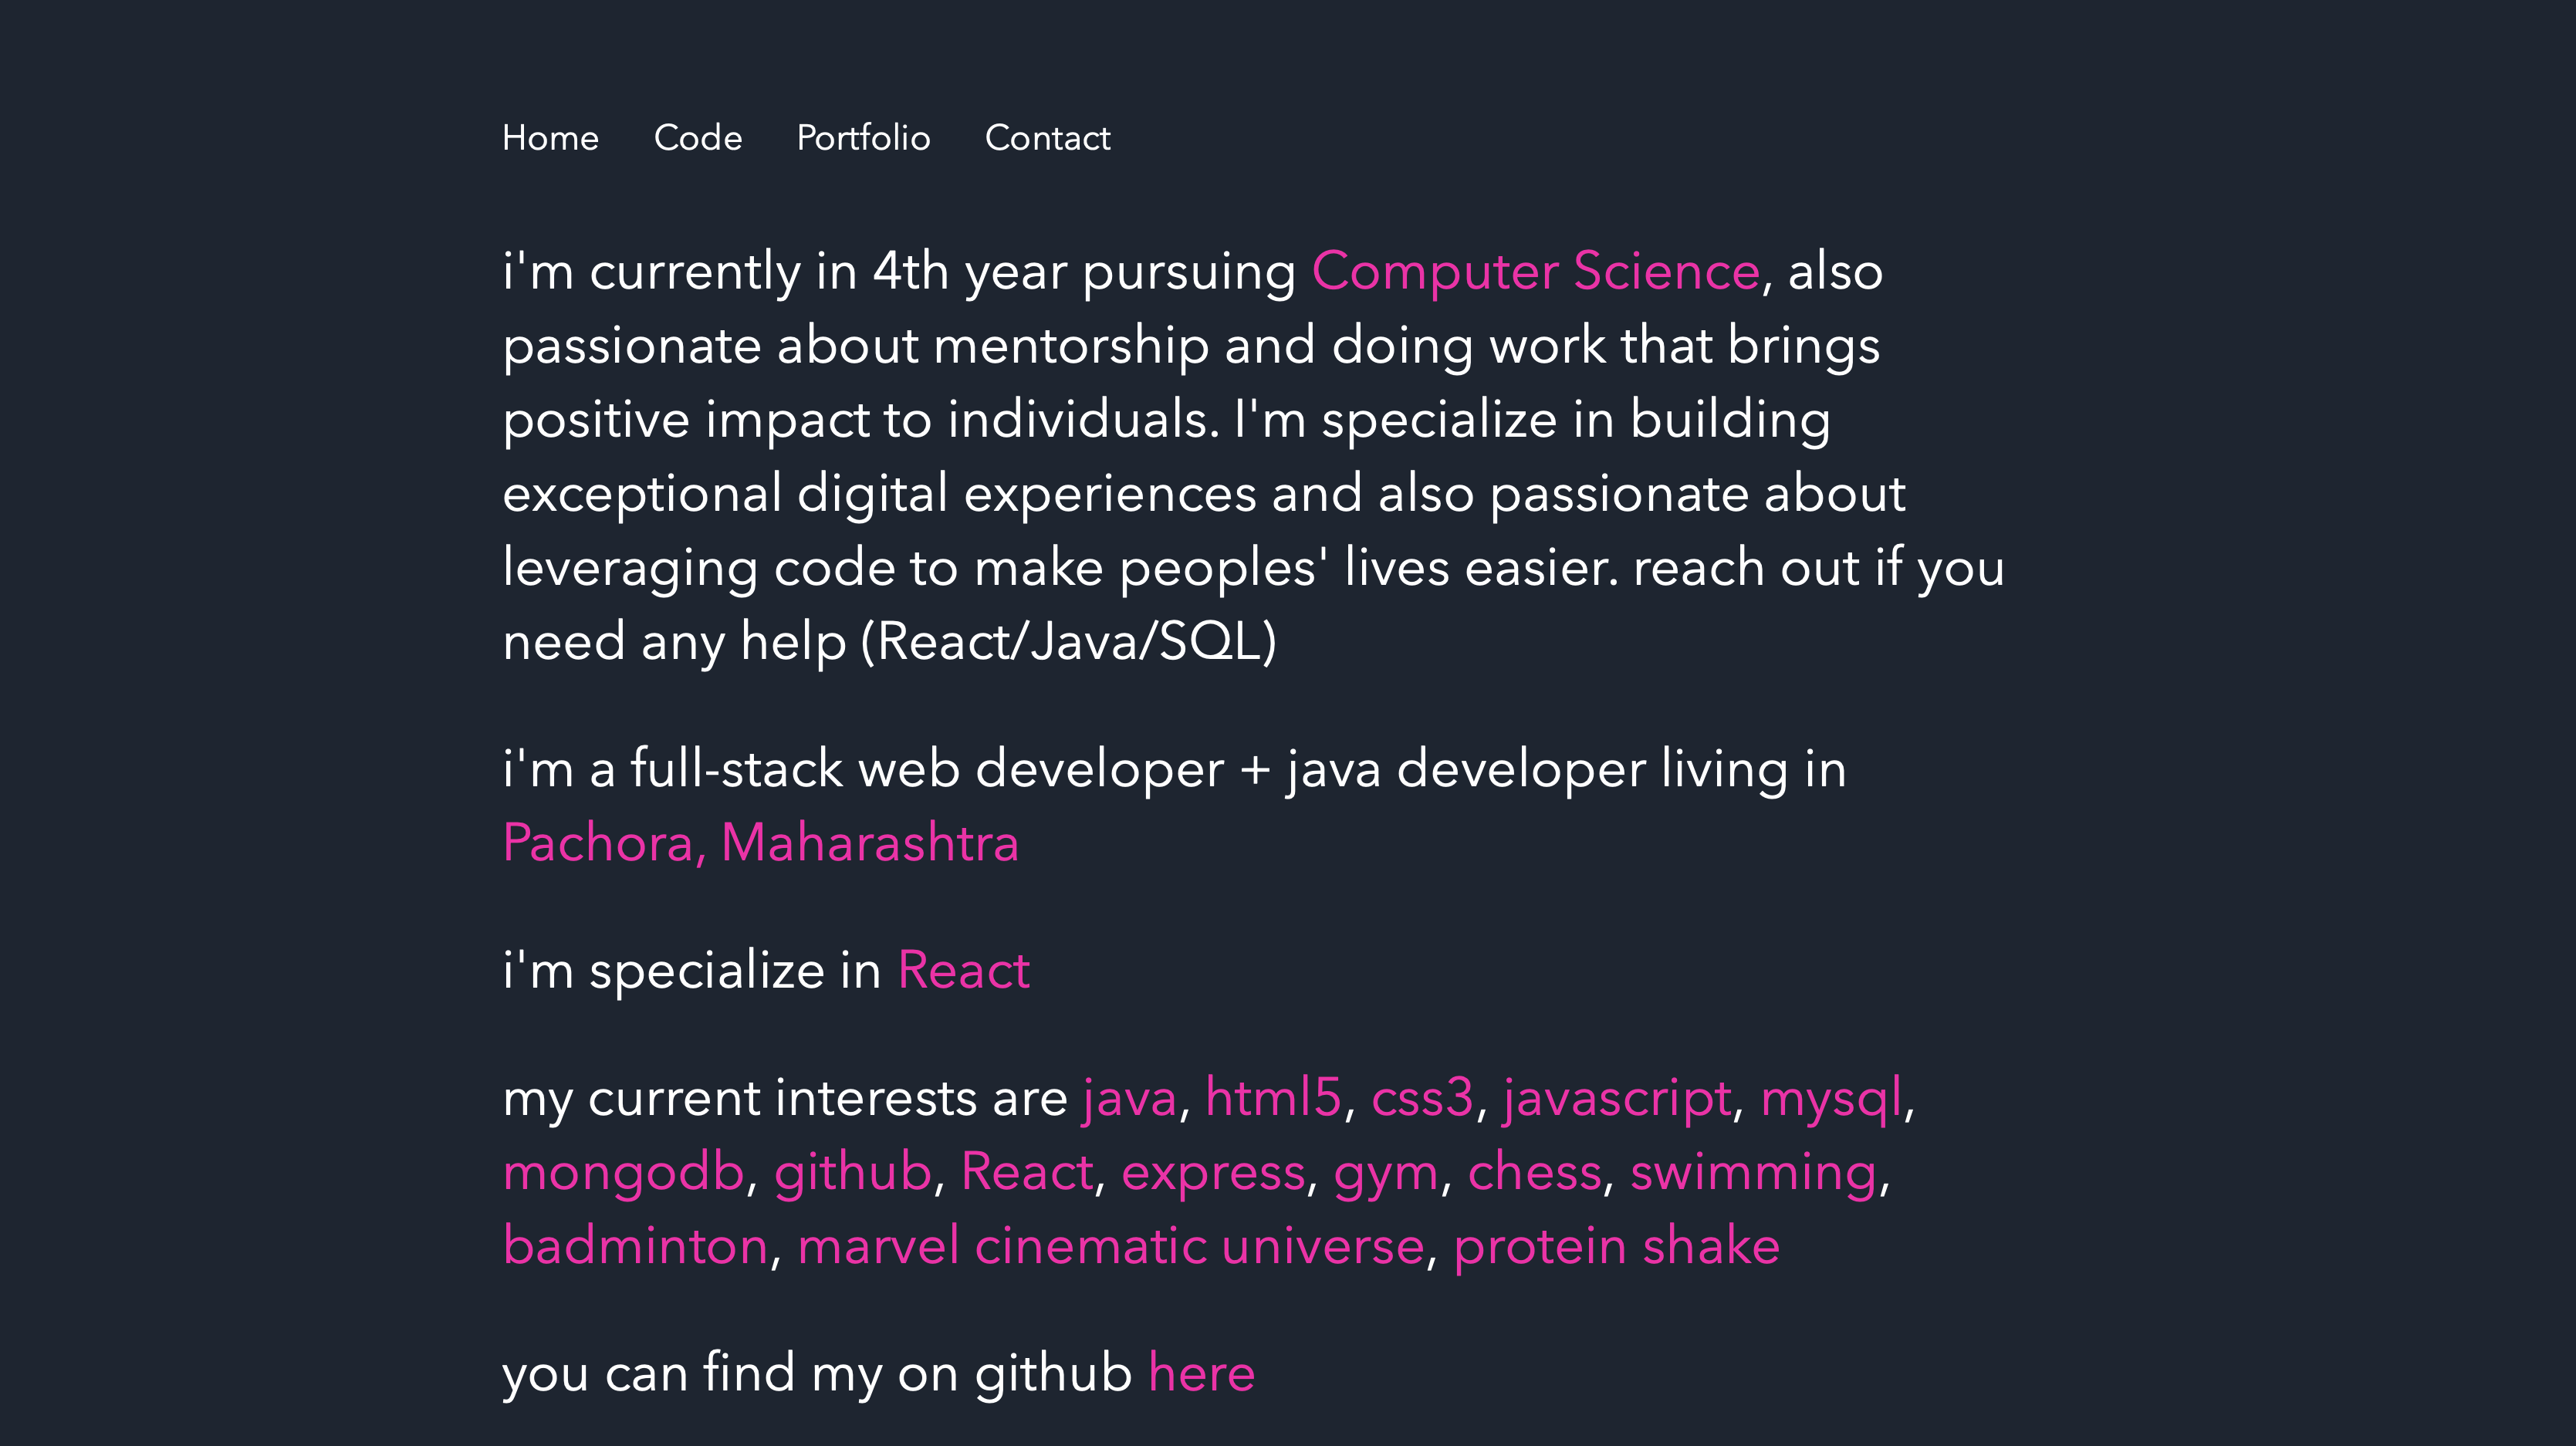 Home Code Portfolio Contact
i'm currently in 4th year pursuing Computer Science, also
passionate about mentorship and doing work that brings
positive impact to individuals. I'm specialize in building
exceptional digital experiences and also passionate about
leveraging code to make peoples' lives easier. reach out if you
need any help (React/Java/SQL)
i'm a full-stack web developer + java developer living in
Pachora, Maharashtra
i'm specialize in React
my current interests are java, html5, css3, javascript, mysql,
mongodb, github, React, express, gym, chess, swimming,
badminton, marvel cinematic universe, protein shake
you can find my on github here